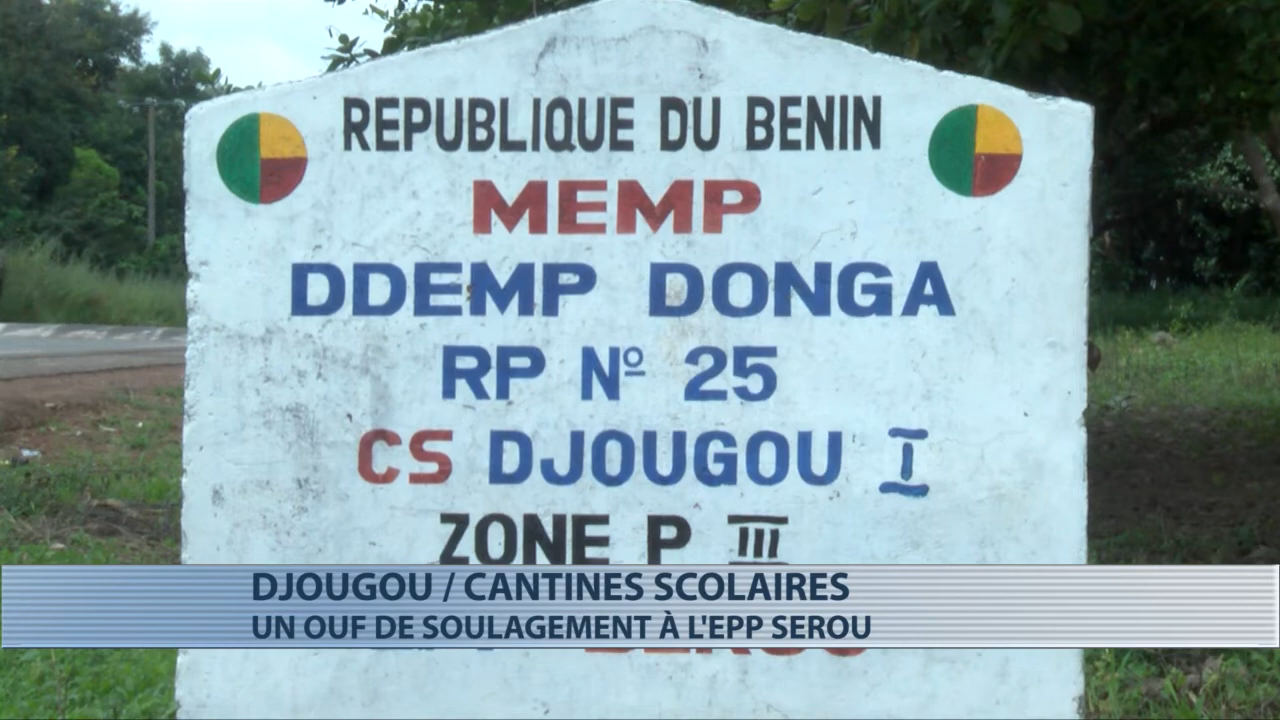 REPUBLIQUE DU BENIN
MEMP
DDEMP DONGA
RP Nº 25
CS DJOUGOU I
ZONE P III
DJOUGOU / CANTINES SCOLAIRES
UN OUF DE SOULAGEMENT À L'EPP SEROU